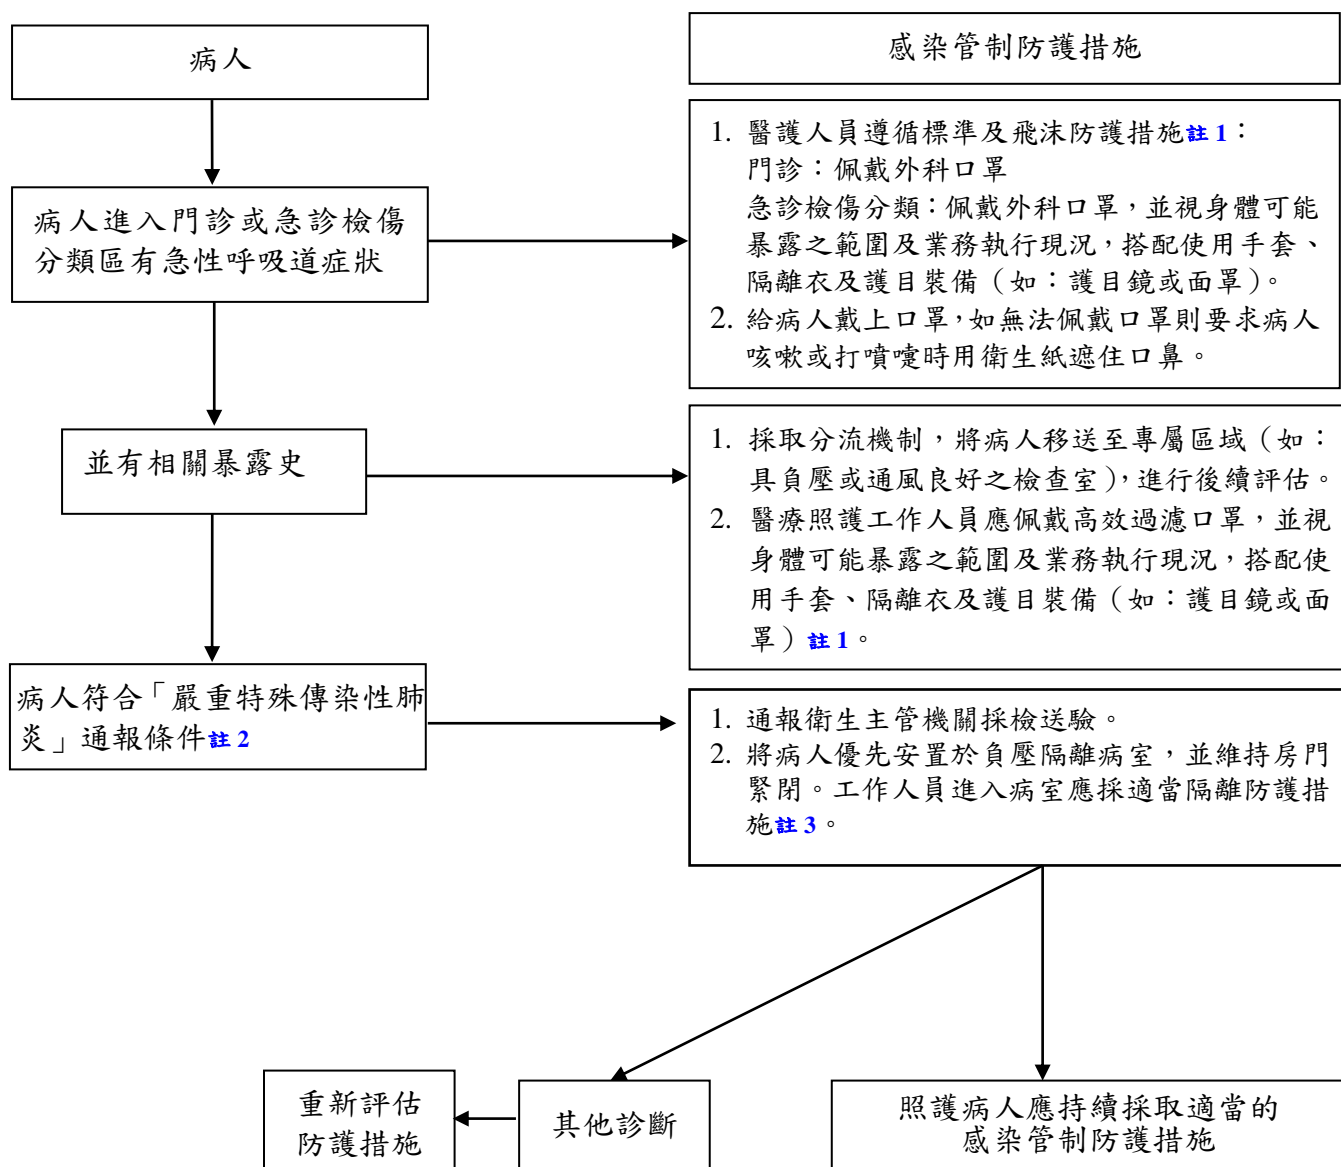 病人
感染管制防護措施
1. 醫護人員遵循標準及飛沫防護措施註 1：
門診：佩戴外科口罩
急診檢傷分類：佩戴外科口罩，並視身體可能
暴露之範圍及業務執行現況，搭配使用手套、
隔離衣及護目裝備（如：護目鏡或面罩）。
2. 給病人戴上口罩，如無法佩戴口罩則要求病人
咳嗽或打噴嚏時用衛生紙遮住口鼻。
病人進入門診或急診檢傷
分類區有急性呼吸道症狀
並有相關暴露史
1. 採取分流機制，將病人移送至專屬區域（如：
具負壓或通風良好之檢查室），進行後續評估。
2. 醫療照護工作人員應佩戴高效過濾口罩，並視
身體可能暴露之範圍及業務執行現況，搭配使
用手套、隔離衣及護目裝備（如：護目鏡或面
罩）註 1。
病人符合「嚴重特殊傳染性肺
炎」通報條件註 2
1. 通報衛生主管機關採檢送驗。
2. 將病人優先安置於負壓隔離病室，並維持房門
緊閉。工作人員進入病室應採適當隔離防護措
施註 3。
重新評估
防護措施
其他診斷
照護病人應持續採取適當的
感染管制防護措施